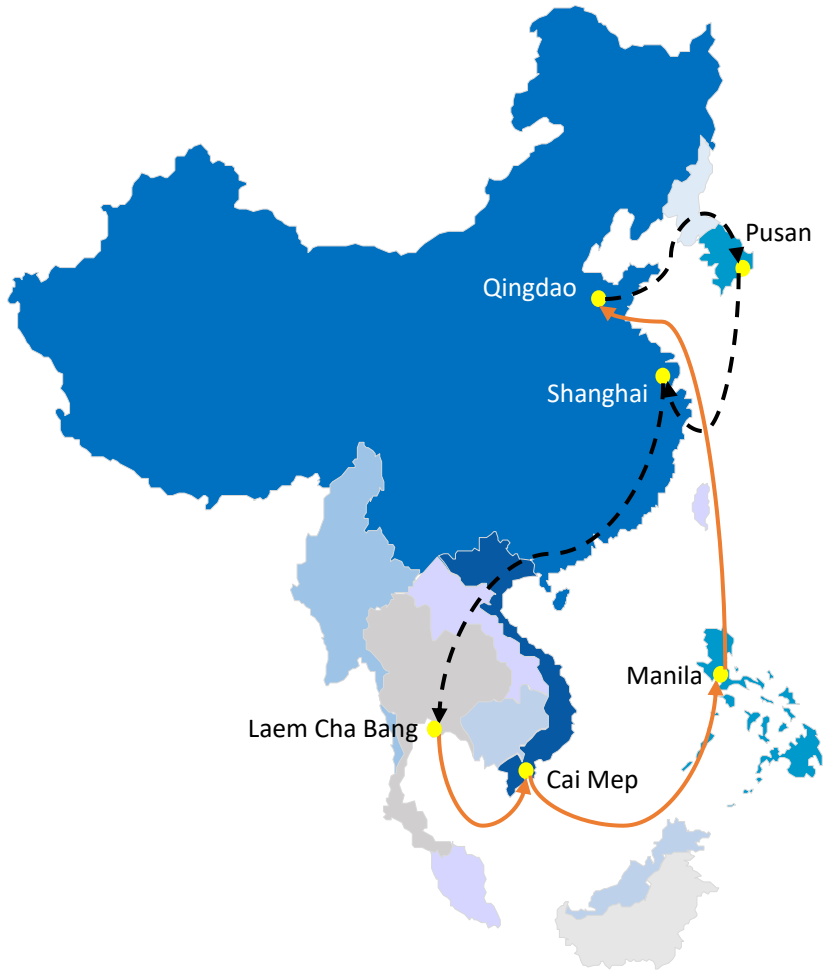 Pusan
Qingdao
Shanghai
Manila
Laem Cha Bang
Cai Mep